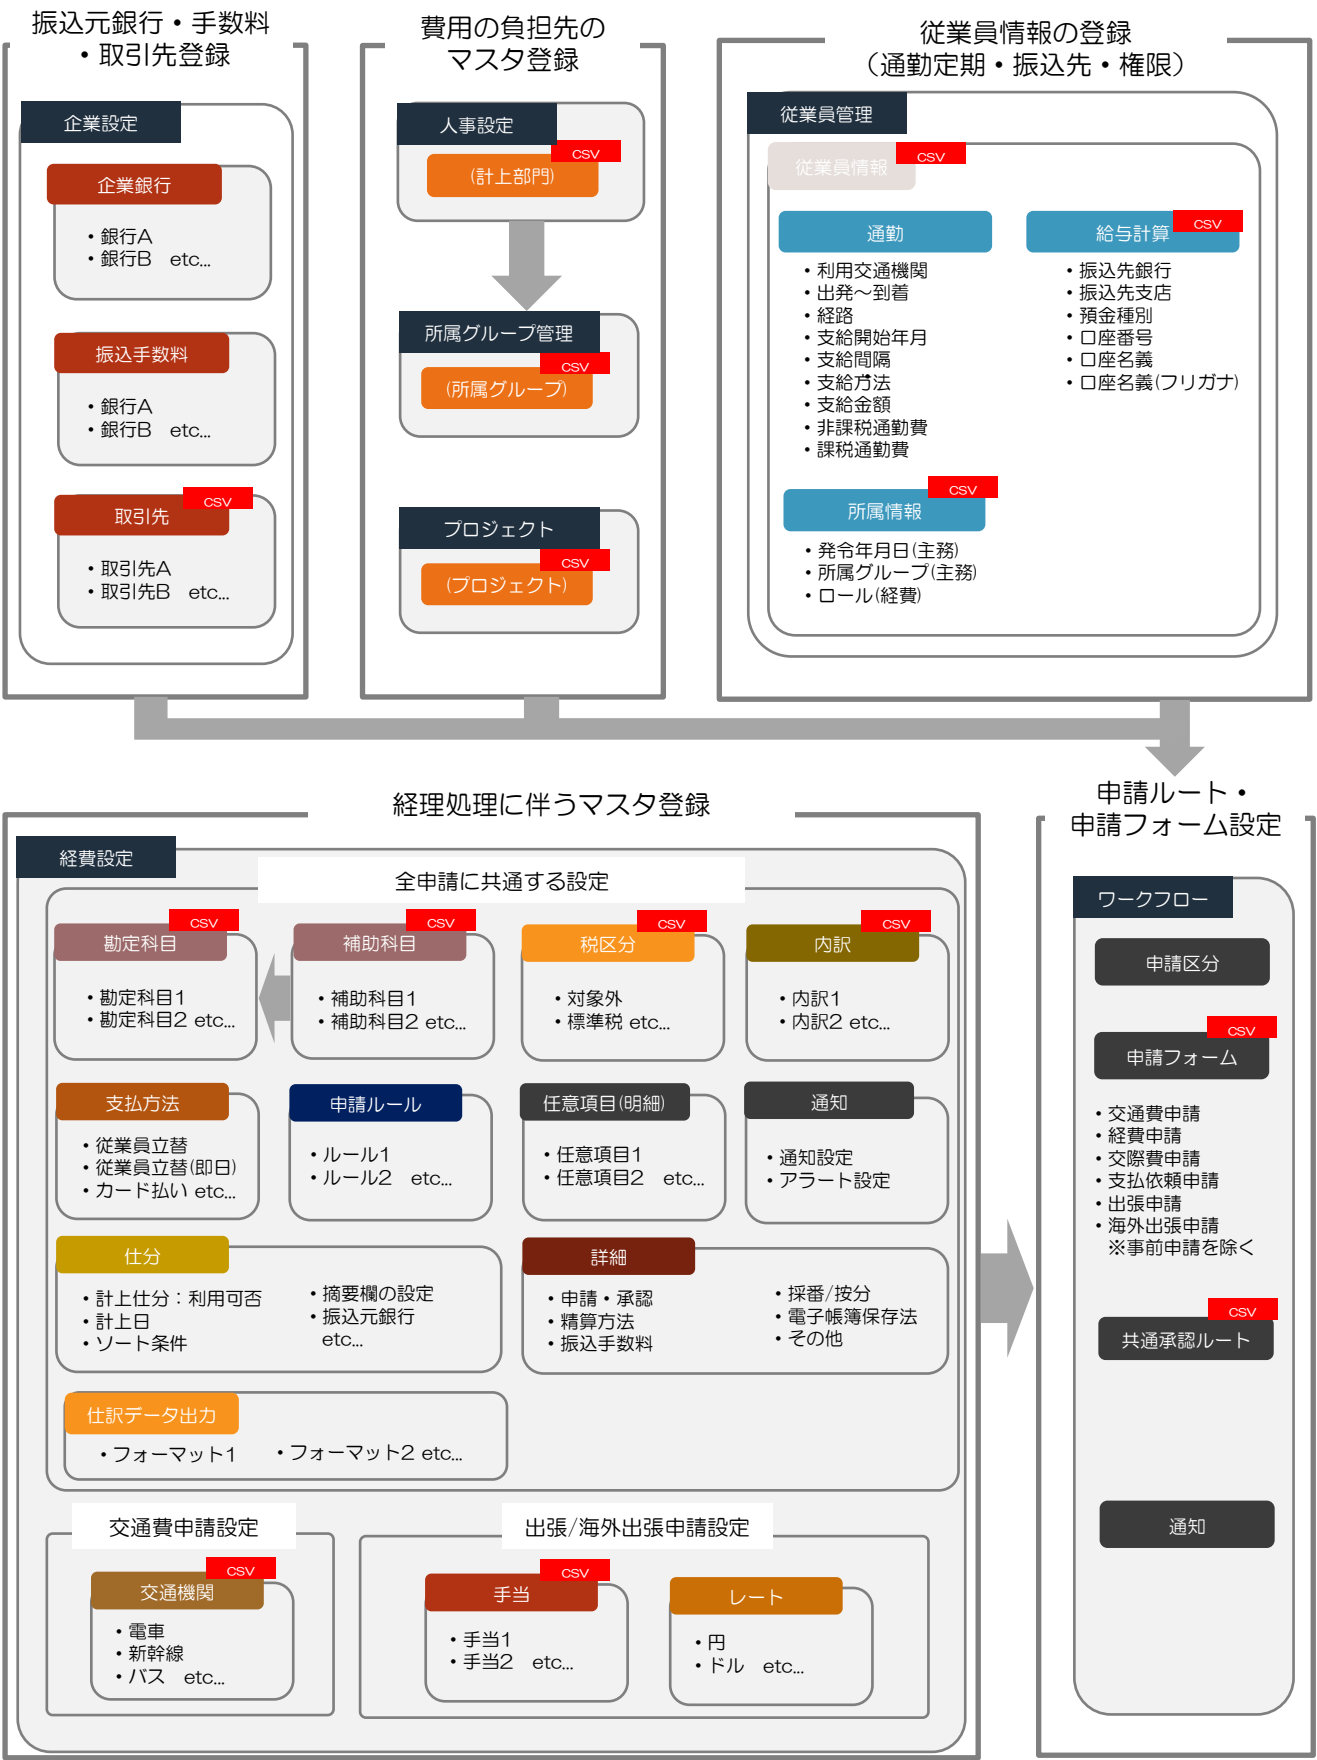 振込元銀行・手数料
・取引先登録
企業設定
企業銀行
・銀行A
・銀行B　etc...
振込手数料
・銀行A
・銀行B　etc...
CSV
取引先
・取引先A
・取引先B　etc...
費用の負担先の
マスタ登録
人事設定
CSV
(計上部門)
所属グループ管理
CSV
(所属グループ)
プロジェクト
CSV
(プロジェクト)
従業員情報の登録
（通勤定期・振込先・権限）
従業員管理
CSV
従業員情報
通勤
・利用交通機関
・出発～到着
・経路
・支給開始年月
・支給間隔
・支給方法
・支給金額
・非課税通勤費
・課税通勤費
CSV
給与計算
・振込先銀行
・振込先支店
・預金種別
・口座番号
・口座名義
・口座名義(フリガナ)
CSV
所属情報
・発令年月日(主務)
・所属グループ(主務)
・ロール(経費)
経理処理に伴うマスタ登録
経費設定
全申請に共通する設定
CSV
勘定科目
・勘定科目1
・勘定科目2 etc...
CSV
補助科目
・補助科目1
・補助科目2 etc...
CSV
税区分
・対象外
・標準税 etc...
CSV
内訳
・内訳1
・内訳2 etc...
支払方法
・従業員立替
・従業員立替(即日)
・カード払い etc...
申請ルール
・ルール1
・ルール2　etc...
任意項目(明細)
・任意項目1
・任意項目2　etc...
通知
・通知設定
・アラート設定
仕分
・計上仕分：利用可否
・計上日
・ソート条件
・摘要欄の設定
・振込元銀行
etc...
詳細
・申請・承認
・精算方法
・振込手数料
・採番/按分
・電子帳簿保存法
・その他
仕訳データ出力
・フォーマット1
・フォーマット2 etc...
交通費申請設定
CSV
交通機関
・電車
・新幹線
・バス　etc...
出張/海外出張申請設定
CSV
手当
・手当1
・手当2　etc...
レート
・円
・ドル　etc...
申請ルート・
申請フォーム設定
ワークフロー
申請区分
CSV
申請フォーム
・交通費申請
・経費申請
・交際費申請
・支払依頼申請
・出張申請
・海外出張申請
※事前申請を除く
CSV
共通承認ルート
通知